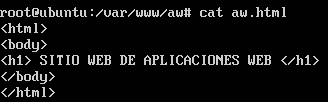 root@ubuntu:/var/www/aw# cat aw.html
<html>
<body>
<h1> SITIO WEB DE APLICACIONES WEB </h1>
</body>
</html>